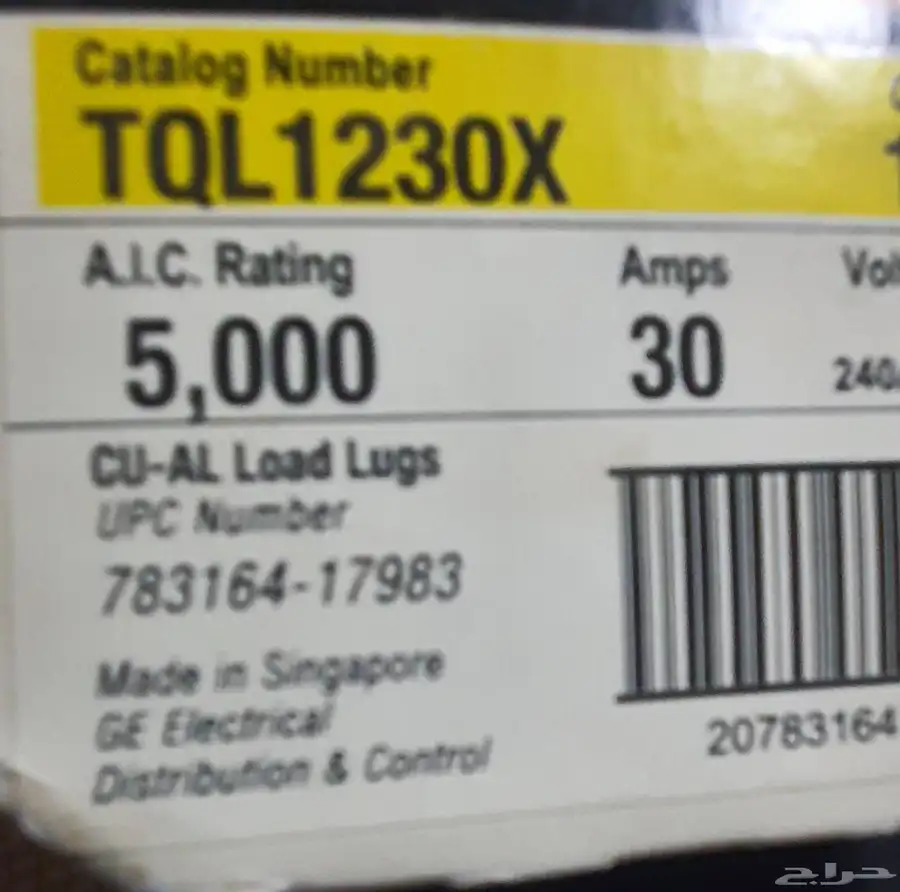 Catalog Number
TQL1230X
A.I.C. Rating
5,000
Amps
30
240
CU-AL Load Lugs
UPC Number
783164-17983
Made in Singapore
GE Electrical
Distribution & Control
20783164
حراج